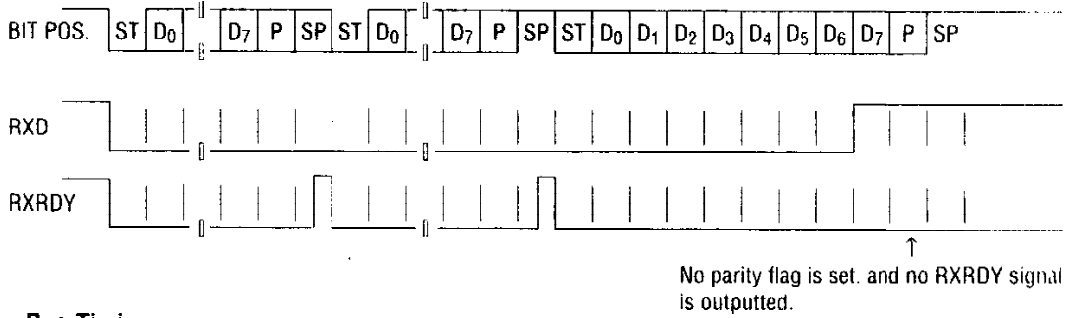 BIT POS. ST D0 D7 P SP ST D0 D7 P SP ST D0 D1 D2 D3 D4 D5 D6 D7 P SP
RXD
RXRDY
↑
No parity flag is set. and no RXRDY signal
is outputted.